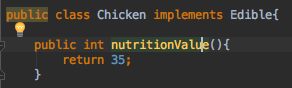 public class Chicken implements Edible{
public int nutritionValue(){
return 35;
}